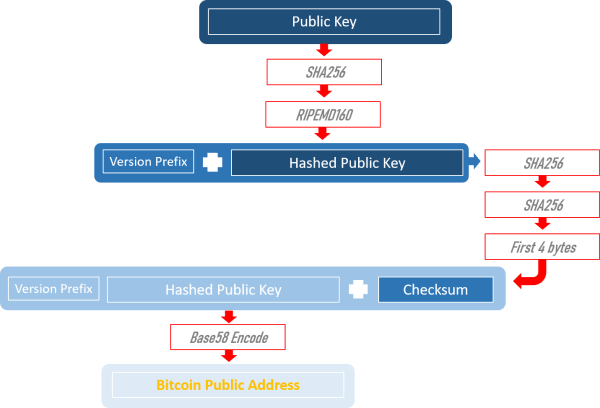 Public Key
SHA256
RIPEMD160
Version Prefix
Hashed Public Key
SHA256
SHA256
First 4 bytes
Version Prefix
Hashed Public Key
Checksum
Base58 Encode
Bitcoin Public Address